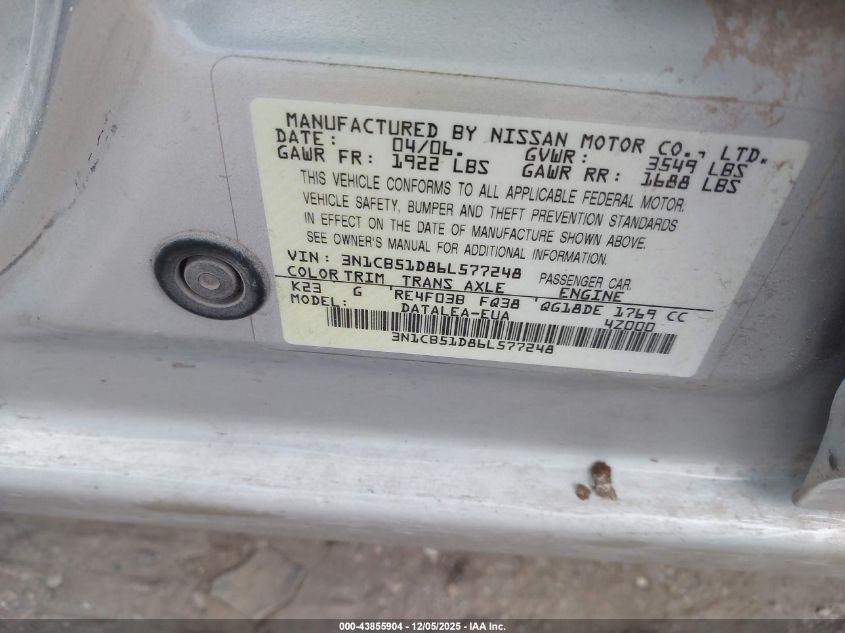 MANUFACTURED BY NISSAN MOTOR CO., LTD.
DATE: 04/06. GVWR: 3549 LBS
GAWR FR: 1922 LBS GAWR RR: 1688 LBS
THIS VEHICLE CONFORMS TO ALL APPLICABLE FEDERAL MOTOR
VEHICLE SAFETY, BUMPER AND THEFT PREVENTION STANDARDS
IN EFFECT ON THE DATE OF MANUFACTURE SHOWN ABOVE.
SEE OWNER'S MANUAL FOR ADDITIONAL INFORMATION.
VIN: 3N1CB51D86L577248 PASSENGER CAR
COLOR TRIM TRANS AXLE ENGINE
K23 G RE4F03B FQ38 QG18DE 1769 CC
MODEL: DATALEA-EUA 4Z000
3N1CB51D86L577248
000-43855904 - 12/05/2025 - IAA Inc.